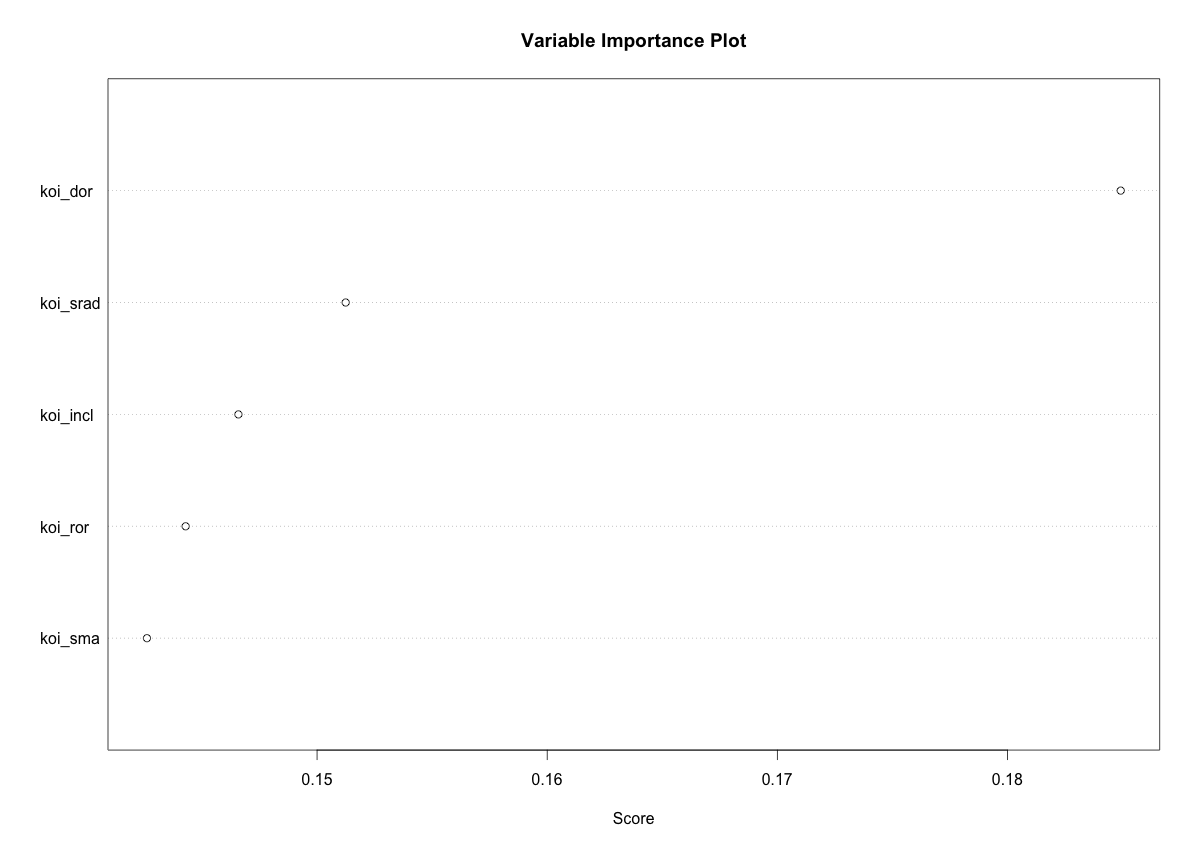 Variable Importance Plot
koi_dor
koi_srad
koi_incl
koi_ror
koi_sma
0.15 0.16 0.17 0.18
Score